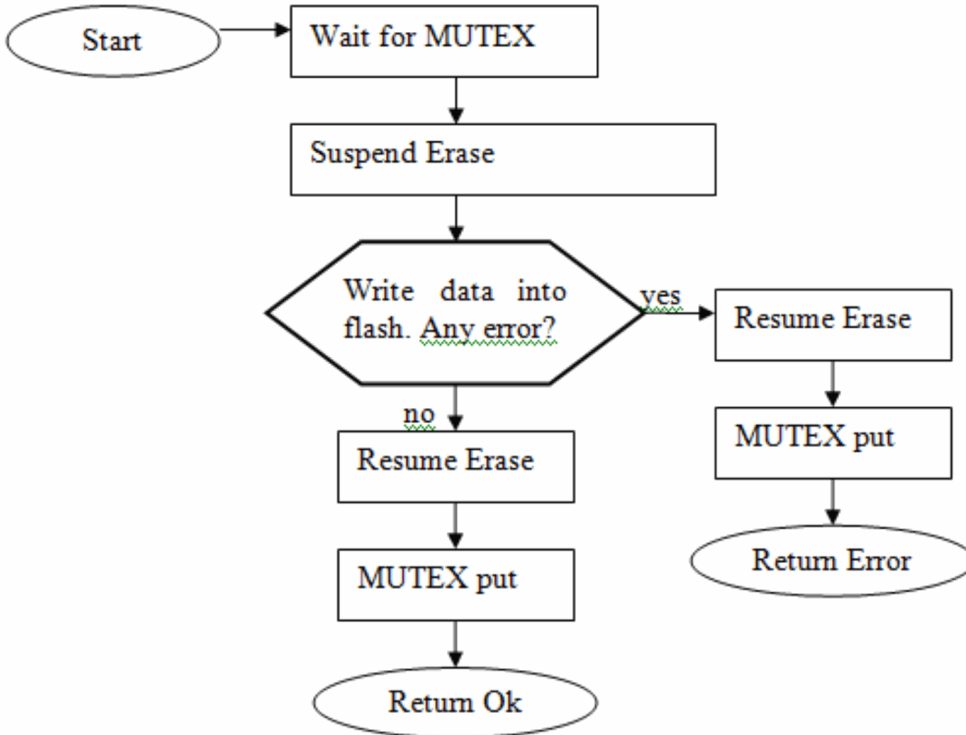 Start
Wait for MUTEX
Suspend Erase
Write data into
flash. Any error?
yes
Resume Erase
MUTEX put
Return Error
no
Resume Erase
MUTEX put
Return Ok